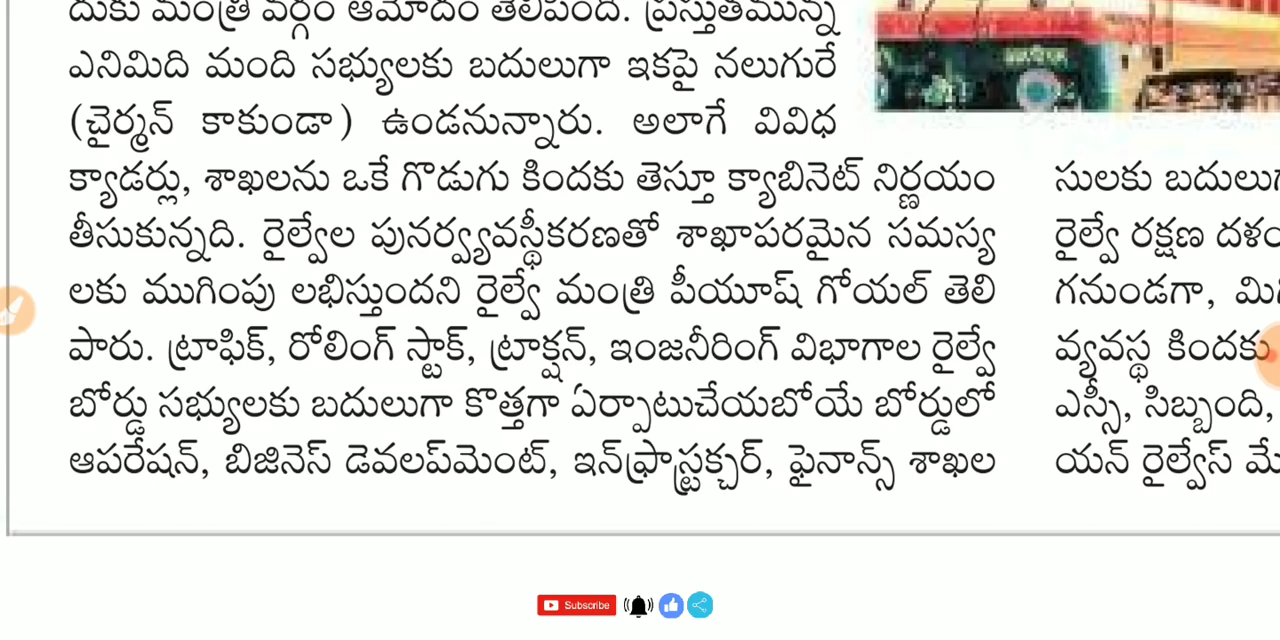 దుకు మంత్రి వర్గం ఆమోదం తెలిపింది. ప్రస్తుతమున్న
ఎనిమిది మంది సభ్యులకు బదులుగా ఇకపై నలుగురే
(చైర్మన్ కాకుండా) ఉండనున్నారు. అలాగే వివిధ
క్యాడర్లు, శాఖలను ఒకే గొడుగు కిందకు తెస్తూ క్యాబినెట్ నిర్ణయం
తీసుకున్నది. రైల్వేల పునర్వ్యవస్థీకరణతో శాఖాపరమైన సమస్య
లకు ముగింపు లభిస్తుందని రైల్వే మంత్రి పీయూష్ గోయల్ తెలి
పారు. ట్రాఫిక్, రోలింగ్ స్టాక్, ట్రాక్షన్, ఇంజనీరింగ్ విభాగాల రైల్వే
బోర్డు సభ్యులకు బదులుగా కొత్తగా ఏర్పాటుచేయబోయే బోర్డులో
ఆపరేషన్, బిజినెస్ డెవలప్‌మెంట్, ఇన్‌ఫ్రాస్ట్రక్చర్, ఫైనాన్స్ శాఖల
సులకు బదులు
రైల్వే రక్షణ
గనుండగా,
వ్యవస్థ కిందకు
ఎస్సీ, సిబ్బంది,
యన్ రైల్వేస్
Subscribe